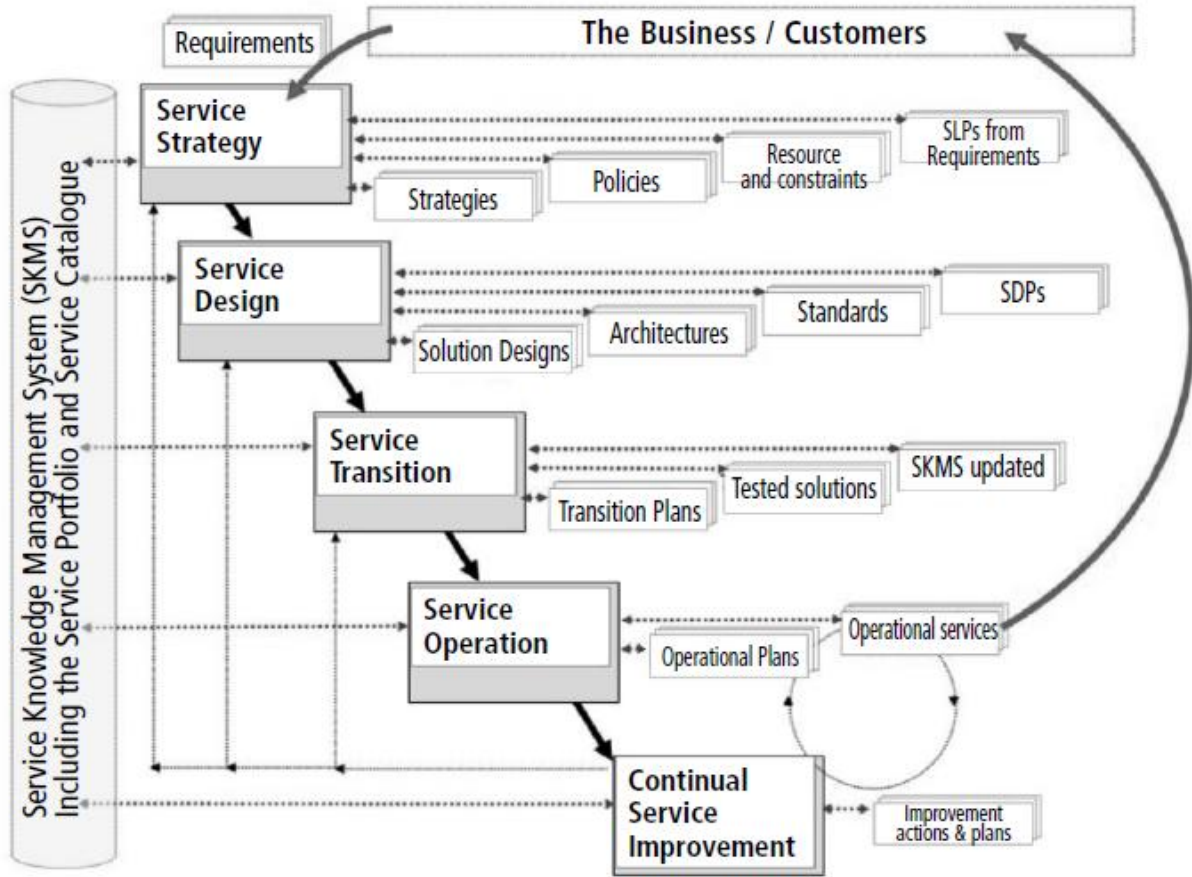 Requirements
The Business / Customers
Service Knowledge Management System (SKMS)
Including the Service Portfolio and Service Catalogue
Service
Strategy
SLPs from
Requirements
Resource
and constraints
Policies
Strategies
Service
Design
SDPs
Standards
Architectures
Solution Designs
Service
Transition
SKMS updated
Tested solutions
Transition Plans
Service
Operation
Operational services
Operational Plans
Continual
Service
Improvement
Improvement
actions & plans